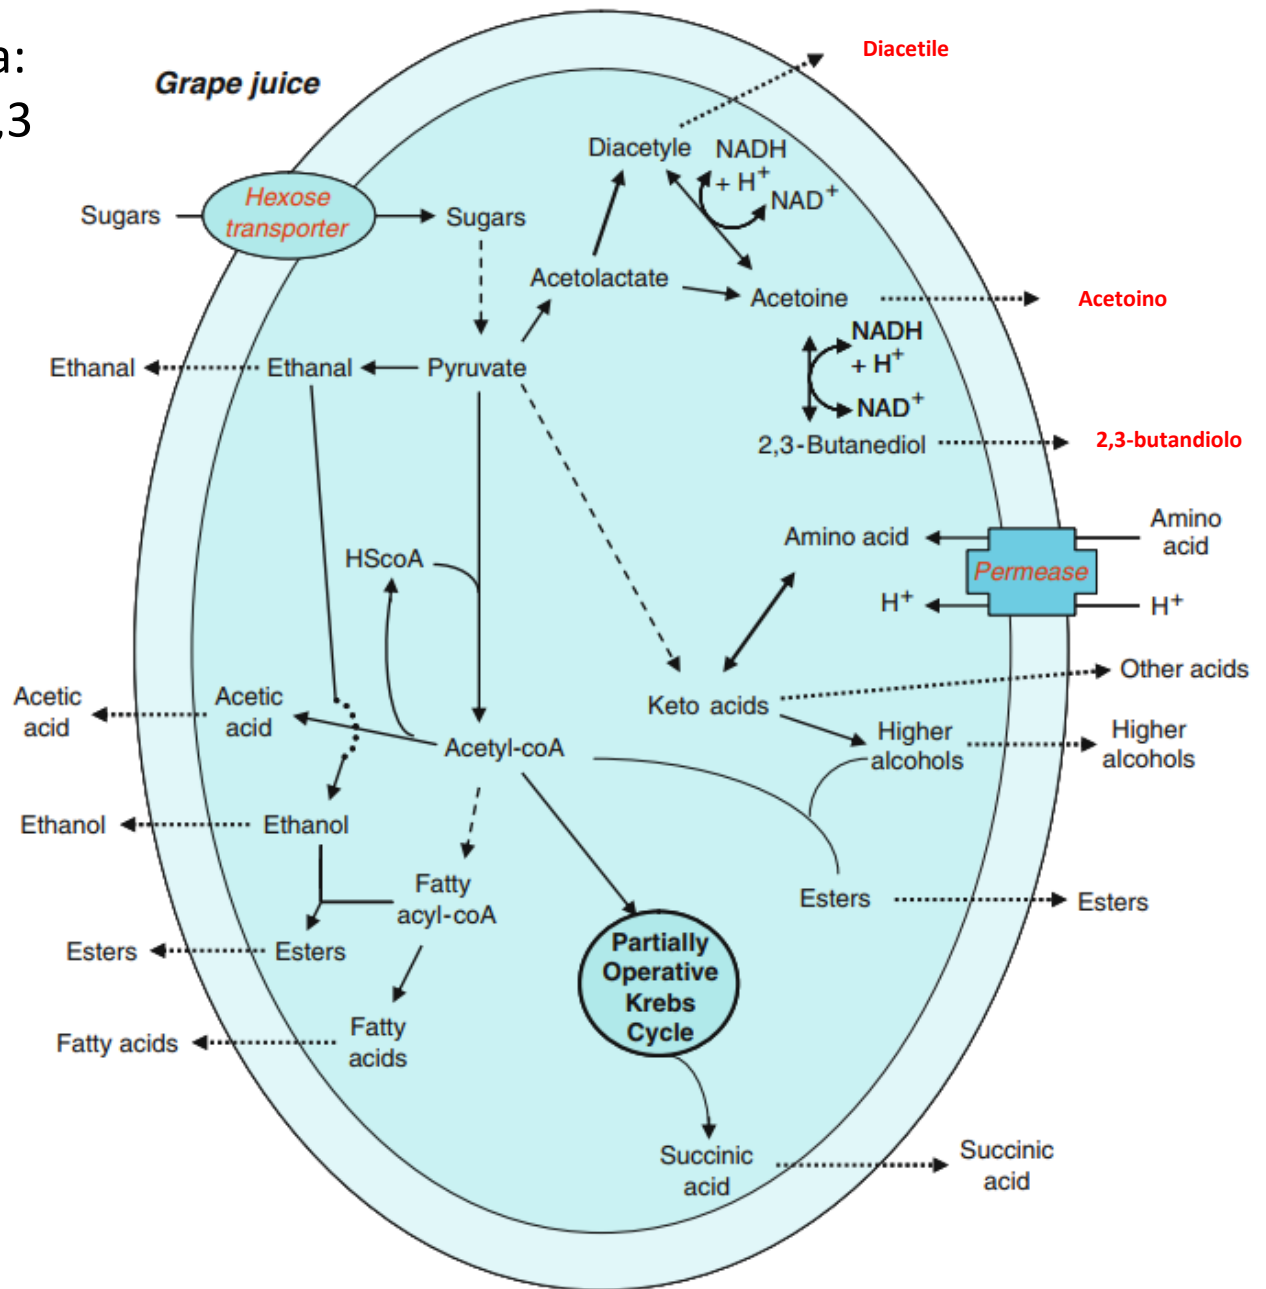 a:
,3
Grape juice
Diacetile
Diacetyle
NADH
+ H+
NAD+
Hexose
transporter
Sugars
Sugars
Acetolactate
Acetoine
Acetoino
NADH
+ H+
NAD+
Ethanal
Ethanal
Pyruvate
2,3-Butanediol
2,3-butandiolo
Amino acid
Amino
acid
Permease
H+
H+
HScoA
Keto acids
Other acids
Acetic
acid
Acetic
acid
Acetyl-coA
Higher
alcohols
Higher
alcohols
Ethanol
Ethanol
Fatty
acyl-coA
Esters
Esters
Esters
Esters
Partially
Operative
Krebs
Cycle
Fatty acids
Fatty
acids
Succinic
acid
Succinic
acid